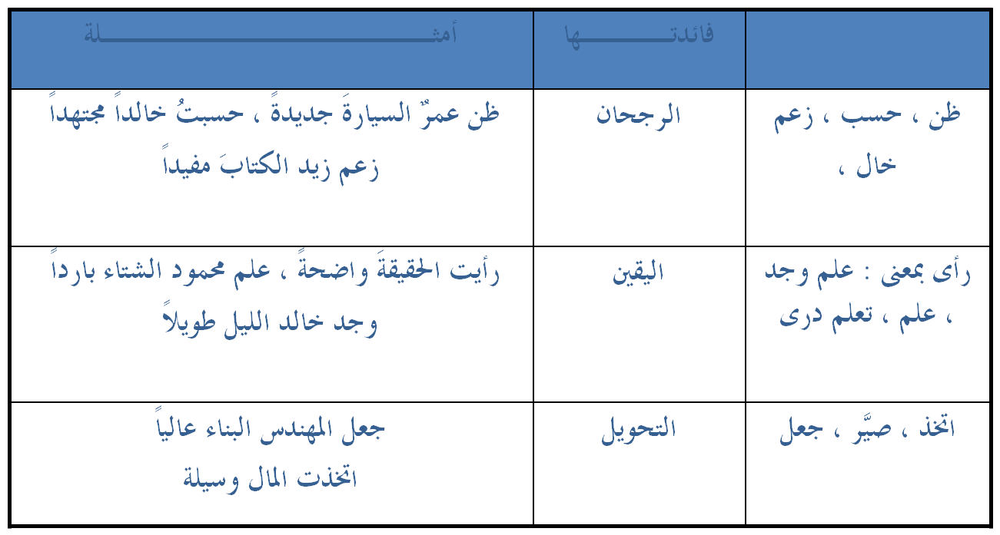 فائدتها
أمثلة
ظن ، حسب ، زعم
خال ،
الرجحان
ظن عمرٌ السيارةَ جديدةً ، حسبتُ خالداً مجتهداً
زعم زيد الكتابَ مفيداً
رأى بمعنى : علم وجد
، علم ، تعلم درى
اليقين
رأيت الحقيقةَ واضحةً ، علم محمود الشتاء بارداً
وجد خالد الليل طويلاً
اتخذ ، صيَّر ، جعل
التحويل
جعل المهندس البناء عالياً
اتخذت المال وسيلة